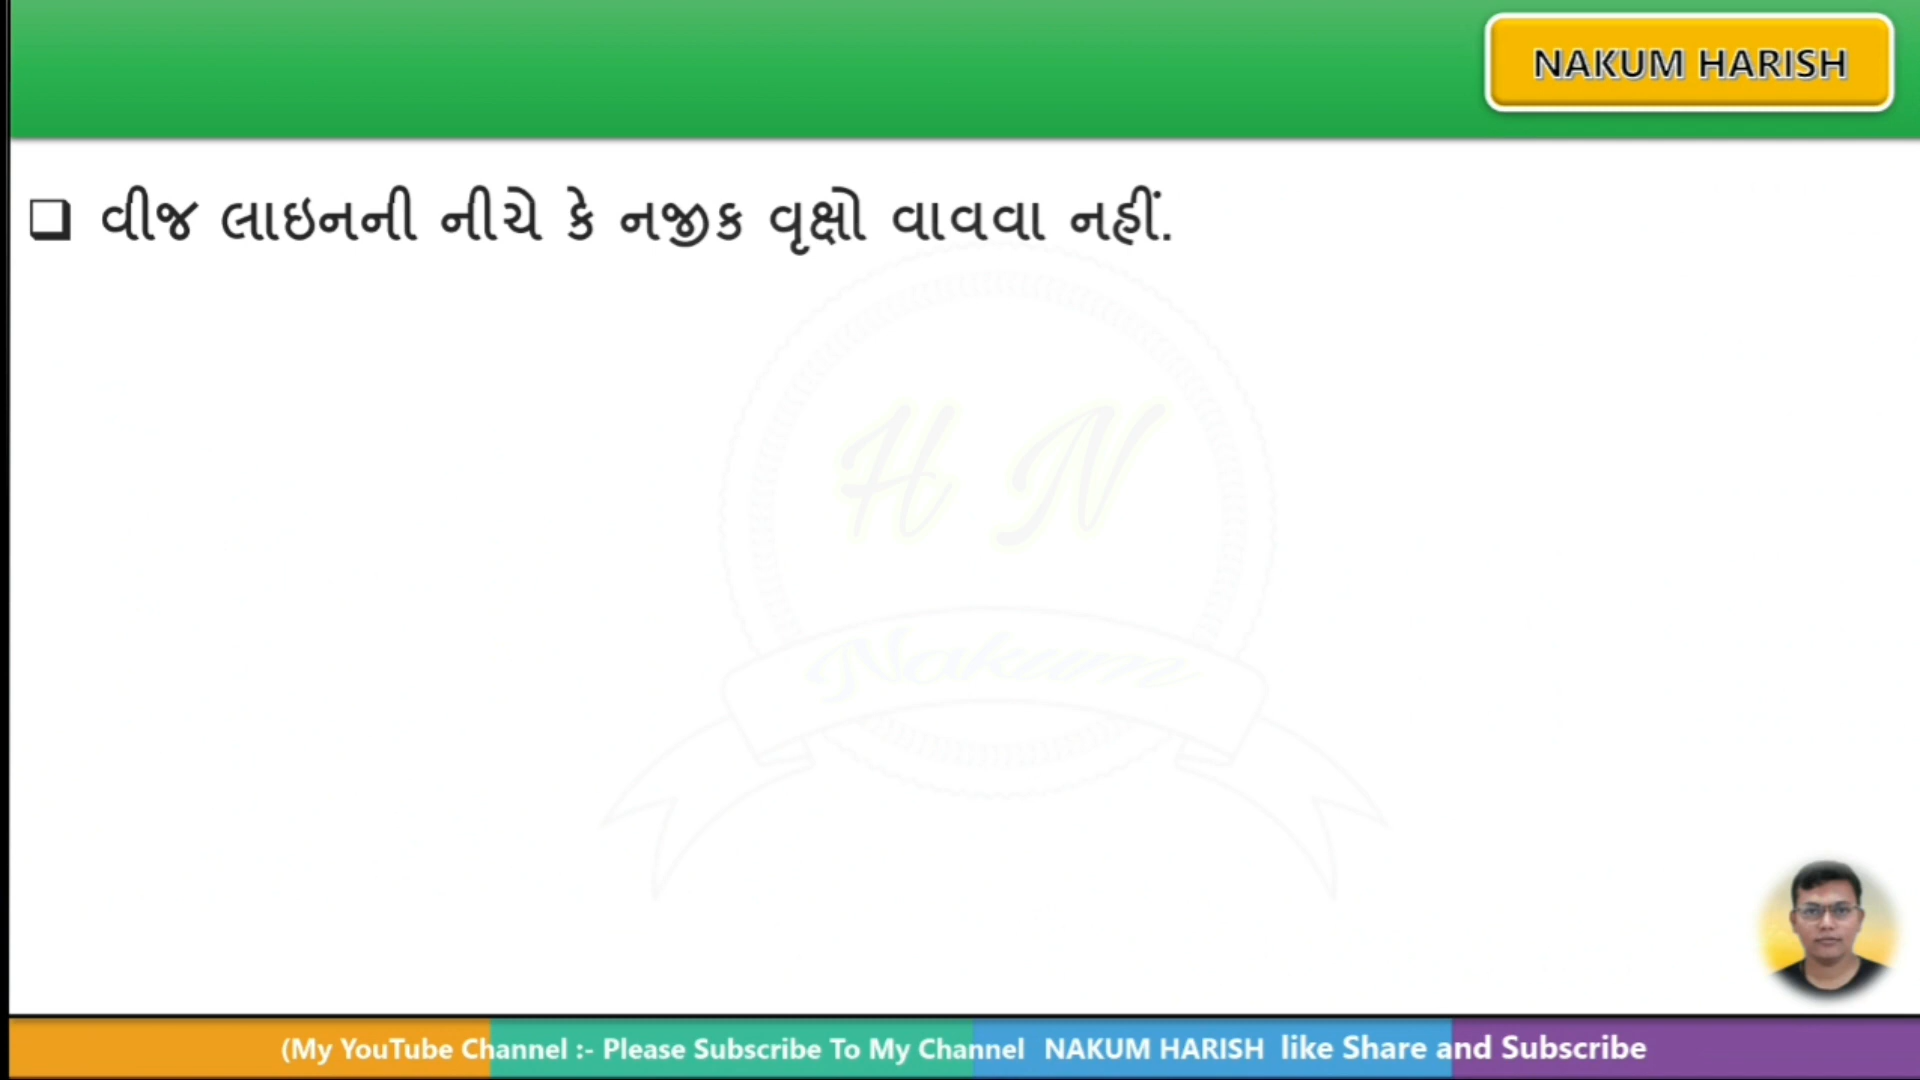 NAKUM HARISH
❑ વીજ લાઇનની નીચે કે નજીક વૃક્ષો વાવવા નહીં.
H N
Nakum
(My YouTube Channel :- Please Subscribe To My Channel NAKUM HARISH like Share and Subscribe